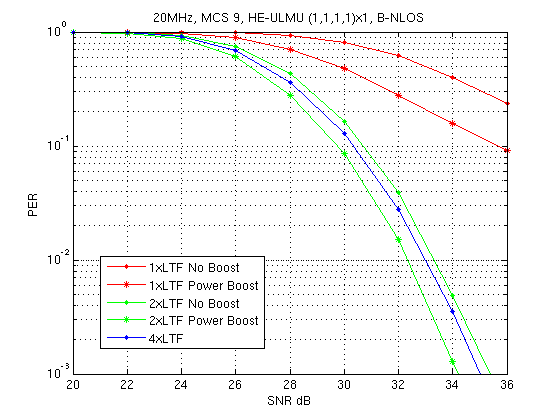 20MHz, MCS 9, HE-ULMU (1,1,1,1)x1, B-NLOS
10^0
10^-1
10^-2
10^-3
PER
1xLTF No Boost
1xLTF Power Boost
2xLTF No Boost
2xLTF Power Boost
4xLTF
20 22 24 26 28 30 32 34 36
SNR dB